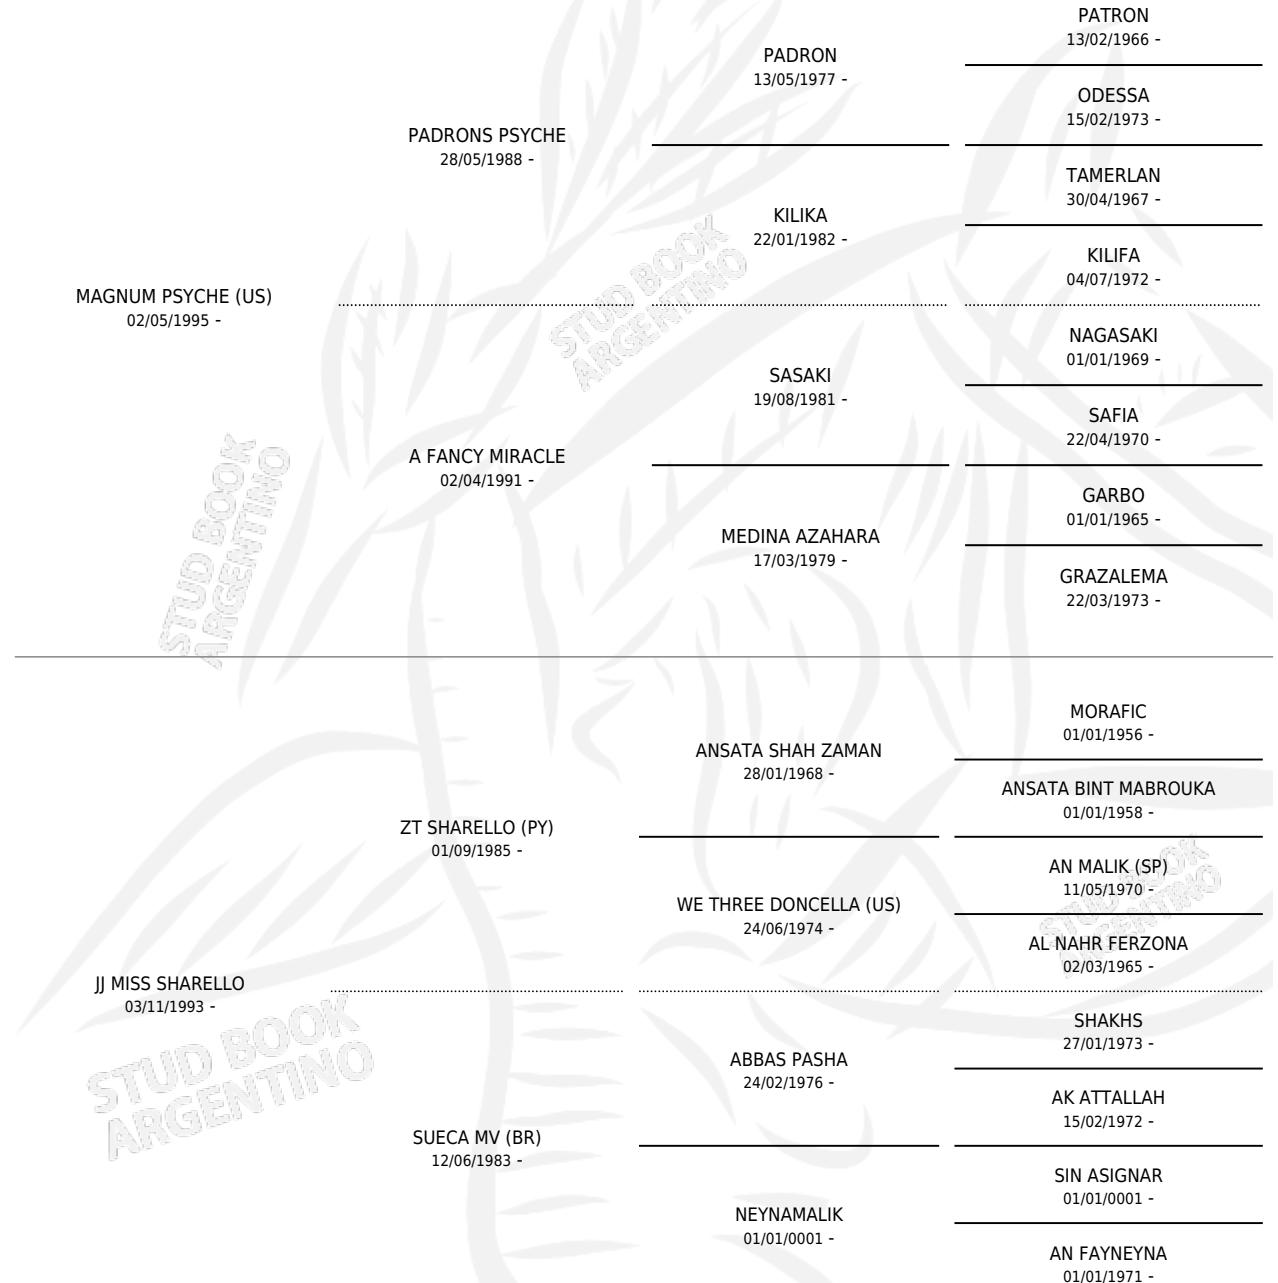 PATRON
13/02/1966 -
PADRON
13/05/1977 -
ODESSA
15/02/1973 -
PADRONS PSYCHE
28/05/1988 -
TAMERLAN
30/04/1967 -
KILIKA
22/01/1982 -
KILIFA
04/07/1972 -
MAGNUM PSYCHE (US)
02/05/1995 -
NAGASAKI
01/01/1969 -
SASAKI
19/08/1981 -
SAFIA
22/04/1970 -
A FANCY MIRACLE
02/04/1991 -
GARBO
01/01/1965 -
MEDINA AZAHARA
17/03/1979 -
GRAZALEMA
22/03/1973 -
MORAFIC
01/01/1956 -
ANSATA SHAH ZAMAN
28/01/1968 -
ANSATA BINT MABROUKA
01/01/1958 -
ZT SHARELLO (PY)
01/09/1985 -
AN MALIK (SP)
11/05/1970 -
WE THREE DONCELLA (US)
24/06/1974 -
AL NAHR FERZONA
02/03/1965 -
JJ MISS SHARELLO
03/11/1993 -
SHAKHS
27/01/1973 -
ABBAS PASHA
24/02/1976 -
AK ATTALLAH
15/02/1972 -
SUECA MV (BR)
12/06/1983 -
SIN ASIGNAR
01/01/0001 -
NEYNAMALIK
01/01/0001 -
AN FAYNEYNA
01/01/1971 -
STUD BOOK
ARGENTINO
STUD BOOK
ARGENTINO
STUD BOOK
ARGENTINO
STUD BOOK
ARGENTINO